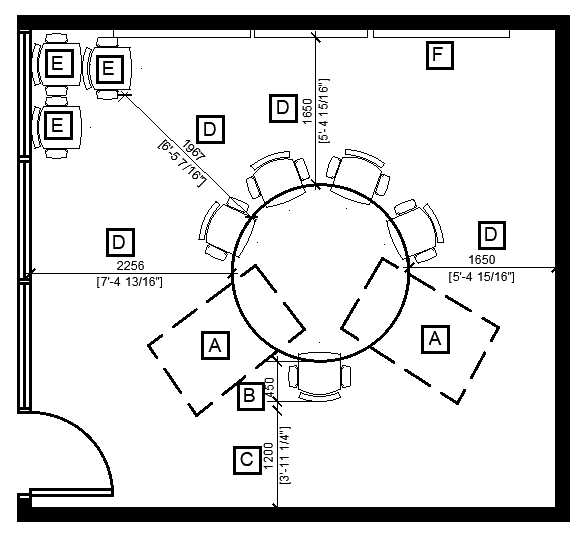 F
E
E
E
D
D
1650
[5'-4 15/16"]
1967
[6'-5 7/16"]
D
D
2256
[7'-4 13/16"]
1650
[5'-4 15/16"]
A
A
B
450
C
1200
[3'-11 1/4"]